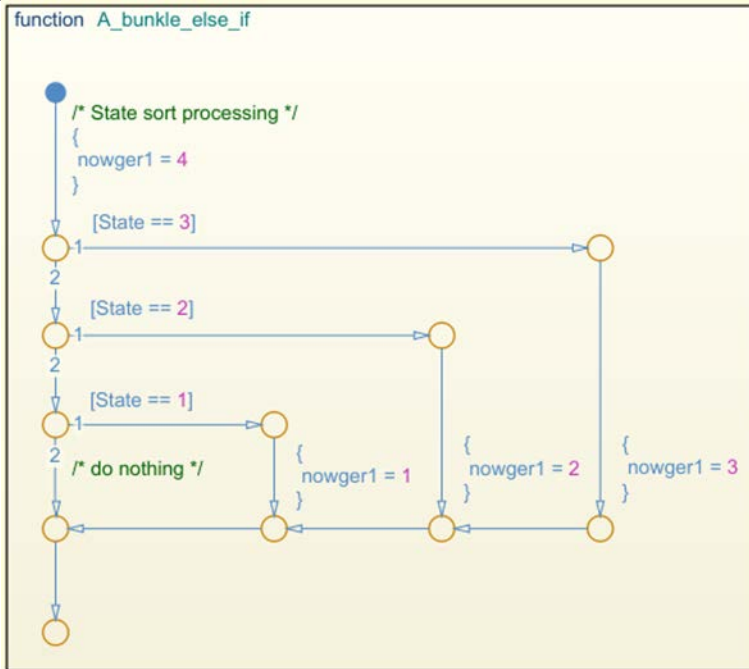 function A_bunkle_else_if
/* State sort processing */
{
nowger1 = 4
}
[State == 3]
1
2
[State == 2]
1
2
[State == 1]
1
2
/* do nothing */
{
nowger1 = 1
}
{
nowger1 = 2
}
{
nowger1 = 3
}